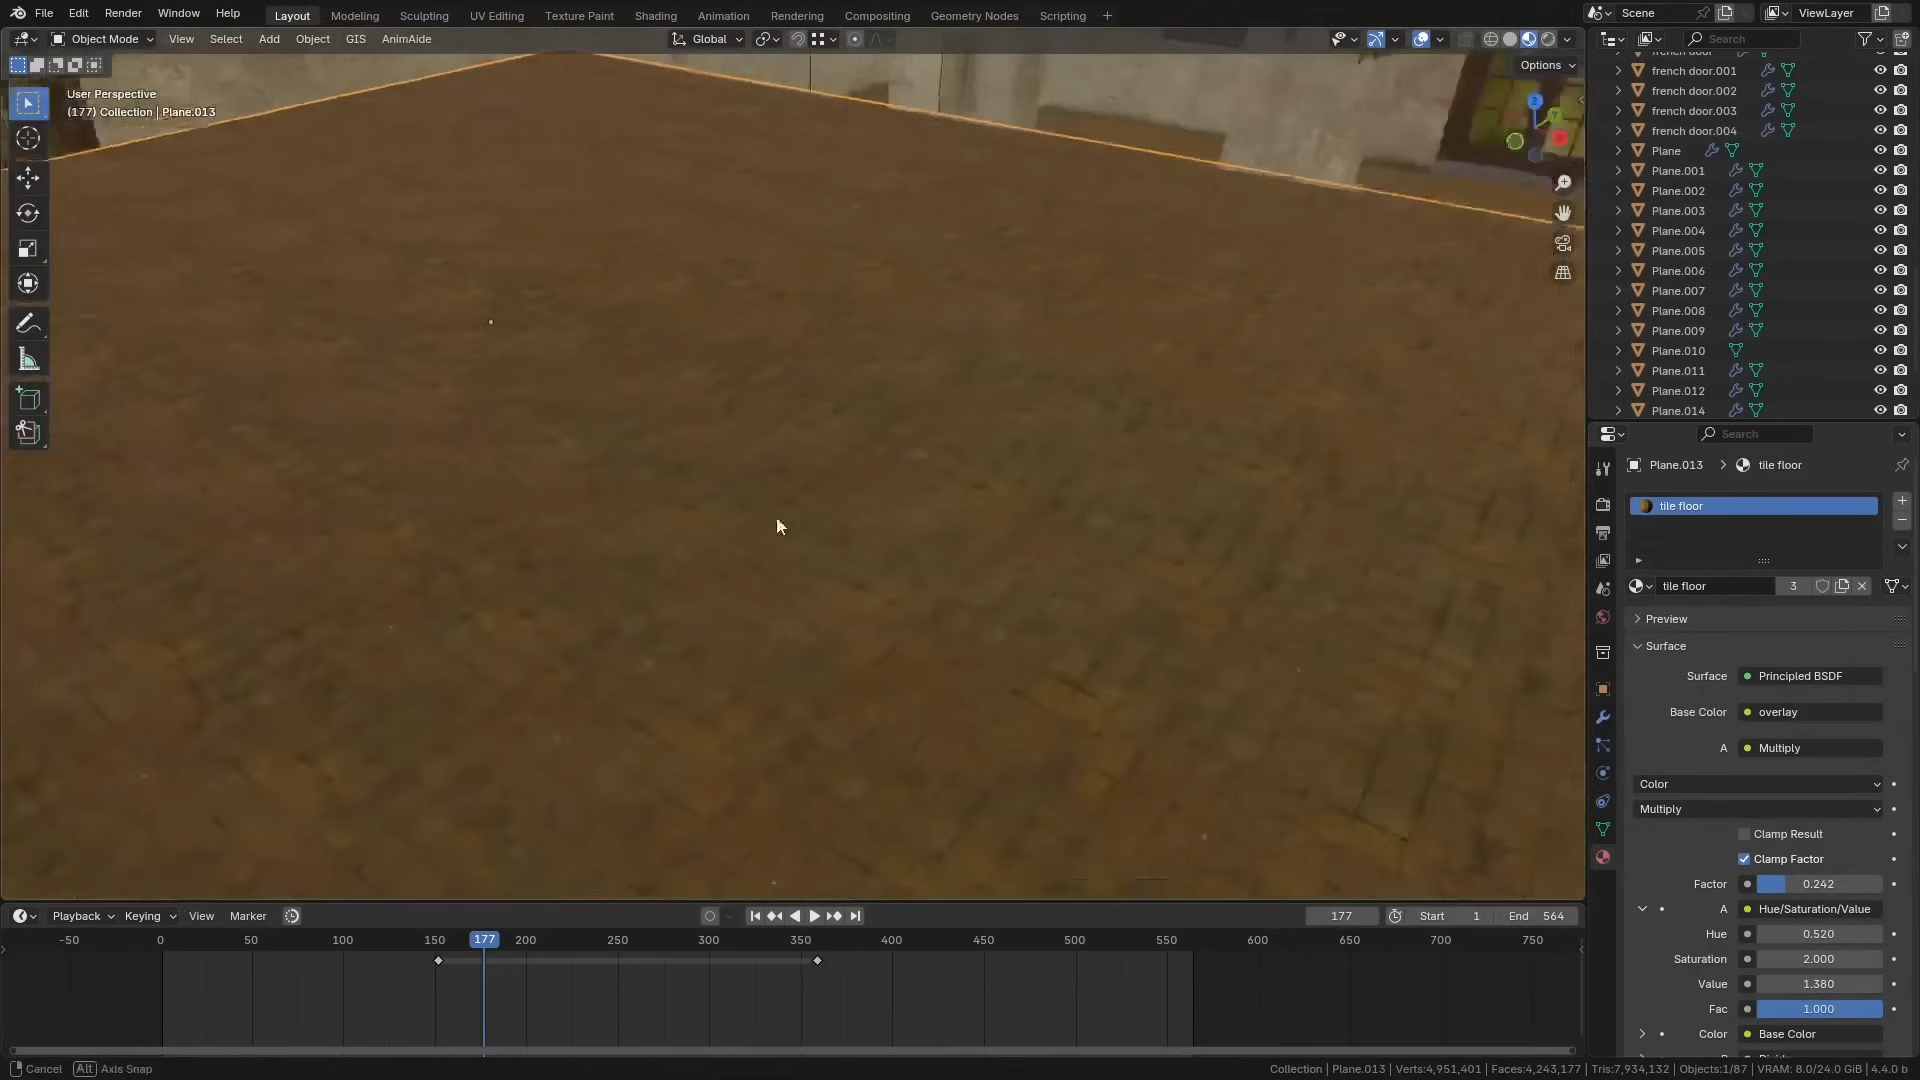 File Edit Render Window Help Layout Modeling Sculpting UV Editing Texture Paint Shading Animation Rendering Compositing Geometry Nodes Scripting + Scene ViewLayer
Object Mode View Select Add Object GIS AnimAide Global Search
Options
User Perspective
(177) Collection | Plane.013
french door
french door.001
french door.002
french door.003
french door.004
Plane
Plane.001
Plane.002
Plane.003
Plane.004
Plane.005
Plane.006
Plane.007
Plane.008
Plane.009
Plane.010
Plane.011
Plane.012
Plane.014
Search
Plane.013 > tile floor
tile floor
tile floor 3
Preview
Surface
Surface Principled BSDF
Base Color overlay
A Multiply
Color
Multiply
Clamp Result
Clamp Factor
Factor 0.242
A Hue/Saturation/Value
Hue 0.520
Saturation 2.000
Value 1.380
Fac 1.000
Color Base Color
Playback Keying View Marker 177 Start 1 End 564
-50 0 50 100 150 177 200 250 300 350 400 450 500 550 600 650 700 750
Cancel Alt Axis Snap Collection | Plane.013 | Verts:4,951,401 | Faces:4,243,177 | Tris:7,934,132 | Objects:1/87 | VRAM: 8.0/24.0 GiB | 4.4.0 b